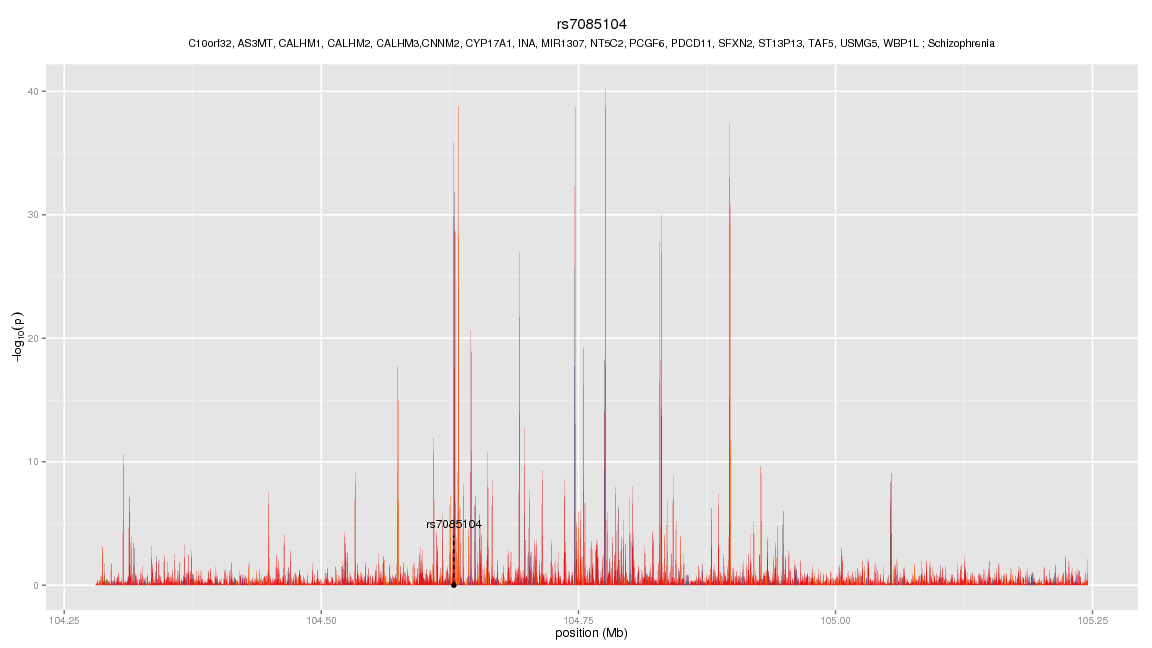 rs7085104
C10orf32, AS3MT, CALHM1, CALHM2, CALHM3,CNNM2, CYP17A1, INA, MIR1307, NT5C2, PCGF6, PDCD11, SFXN2, ST13P13, TAF5, USMG5, WBP1L ; Schizophrenia
40
30
20
10
0
−log10(p)
rs7085104
104.25 104.50 104.75 105.00 105.25
position (Mb)